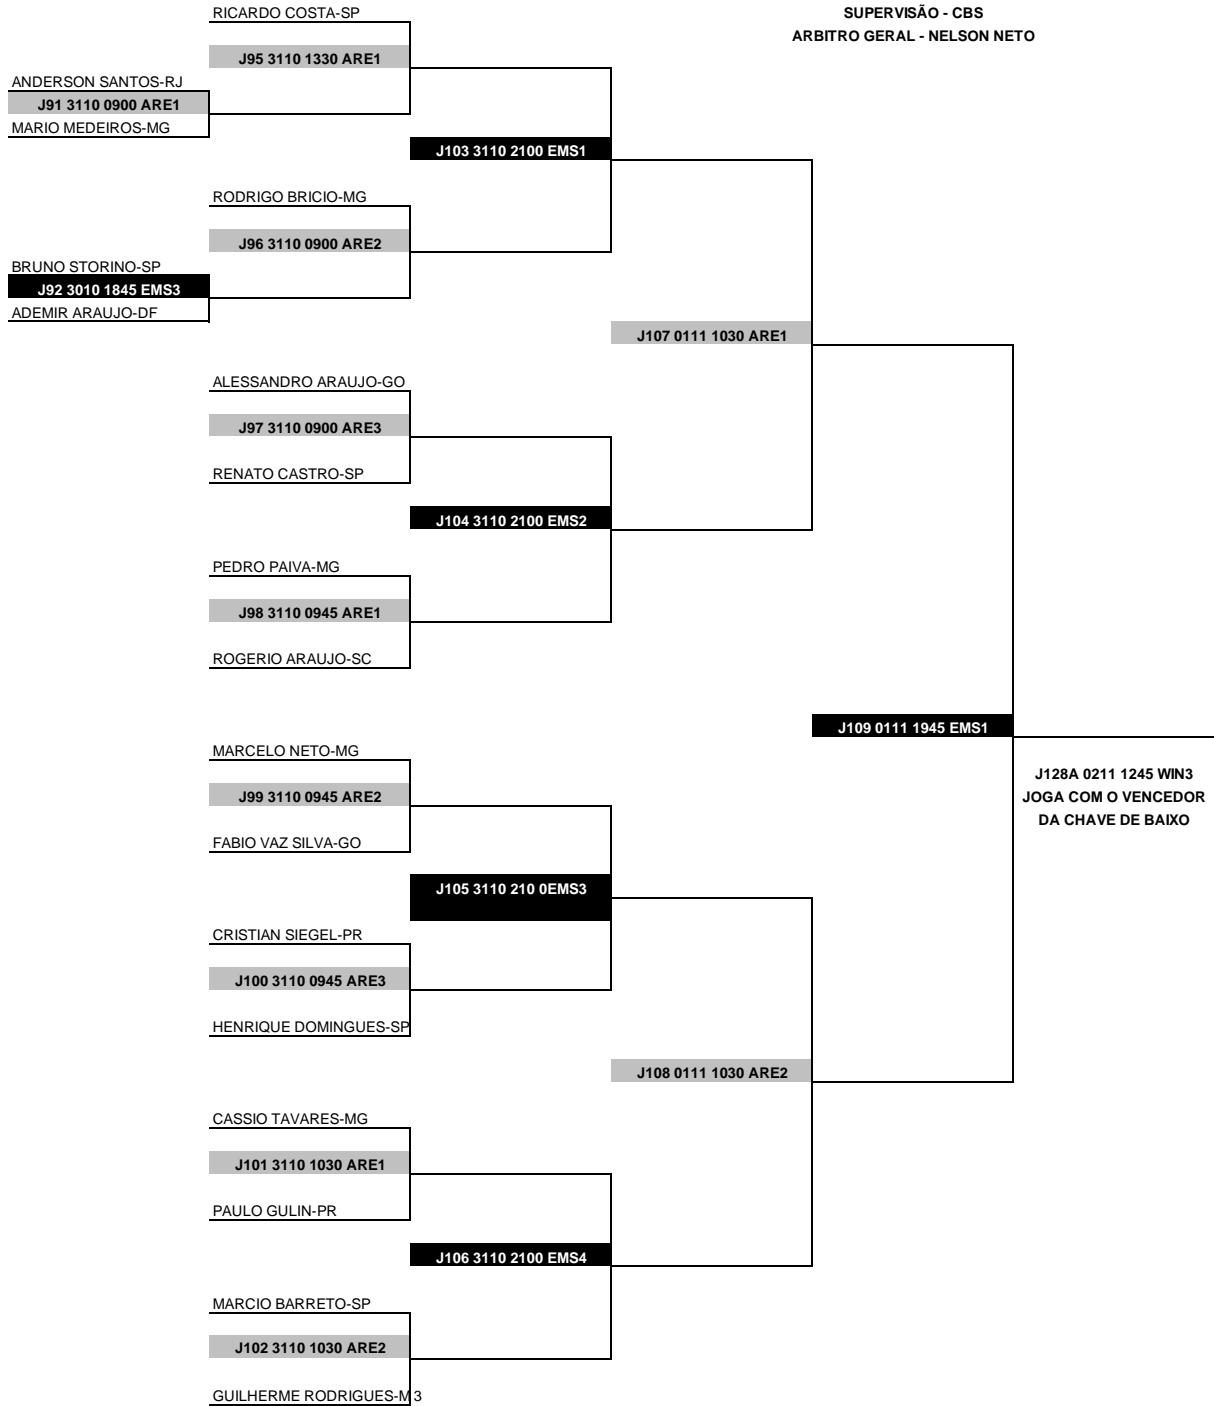 RICARDO COSTA-SP
SUPERVISÃO - CBS
ARBITRO GERAL - NELSON NETO
J95 3110 1330 ARE1
ANDERSON SANTOS-RJ
J91 3110 0900 ARE1
MARIO MEDEIROS-MG
J103 3110 2100 EMS1
RODRIGO BRICIO-MG
J96 3110 0900 ARE2
BRUNO STORINO-SP
J92 3010 1845 EMS3
ADEMIR ARAUJO-DF
J107 0111 1030 ARE1
ALESSANDRO ARAUJO-GO
J97 3110 0900 ARE3
RENATO CASTRO-SP
J104 3110 2100 EMS2
PEDRO PAIVA-MG
J98 3110 0945 ARE1
ROGERIO ARAUJO-SC
J109 0111 1945 EMS1
MARCELO NETO-MG
J128A 0211 1245 WIN3
JOGA COM O VENCEDOR
DA CHAVE DE BAIXO
J99 3110 0945 ARE2
FABIO VAZ SILVA-GO
J105 3110 210 0EMS3
CRISTIAN SIEGEL-PR
J100 3110 0945 ARE3
HENRIQUE DOMINGUES-SP
J108 0111 1030 ARE2
CASSIO TAVARES-MG
J101 3110 1030 ARE1
PAULO GULIN-PR
J106 3110 2100 EMS4
MARCIO BARRETO-SP
J102 3110 1030 ARE2
GUILHERME RODRIGUES-M3